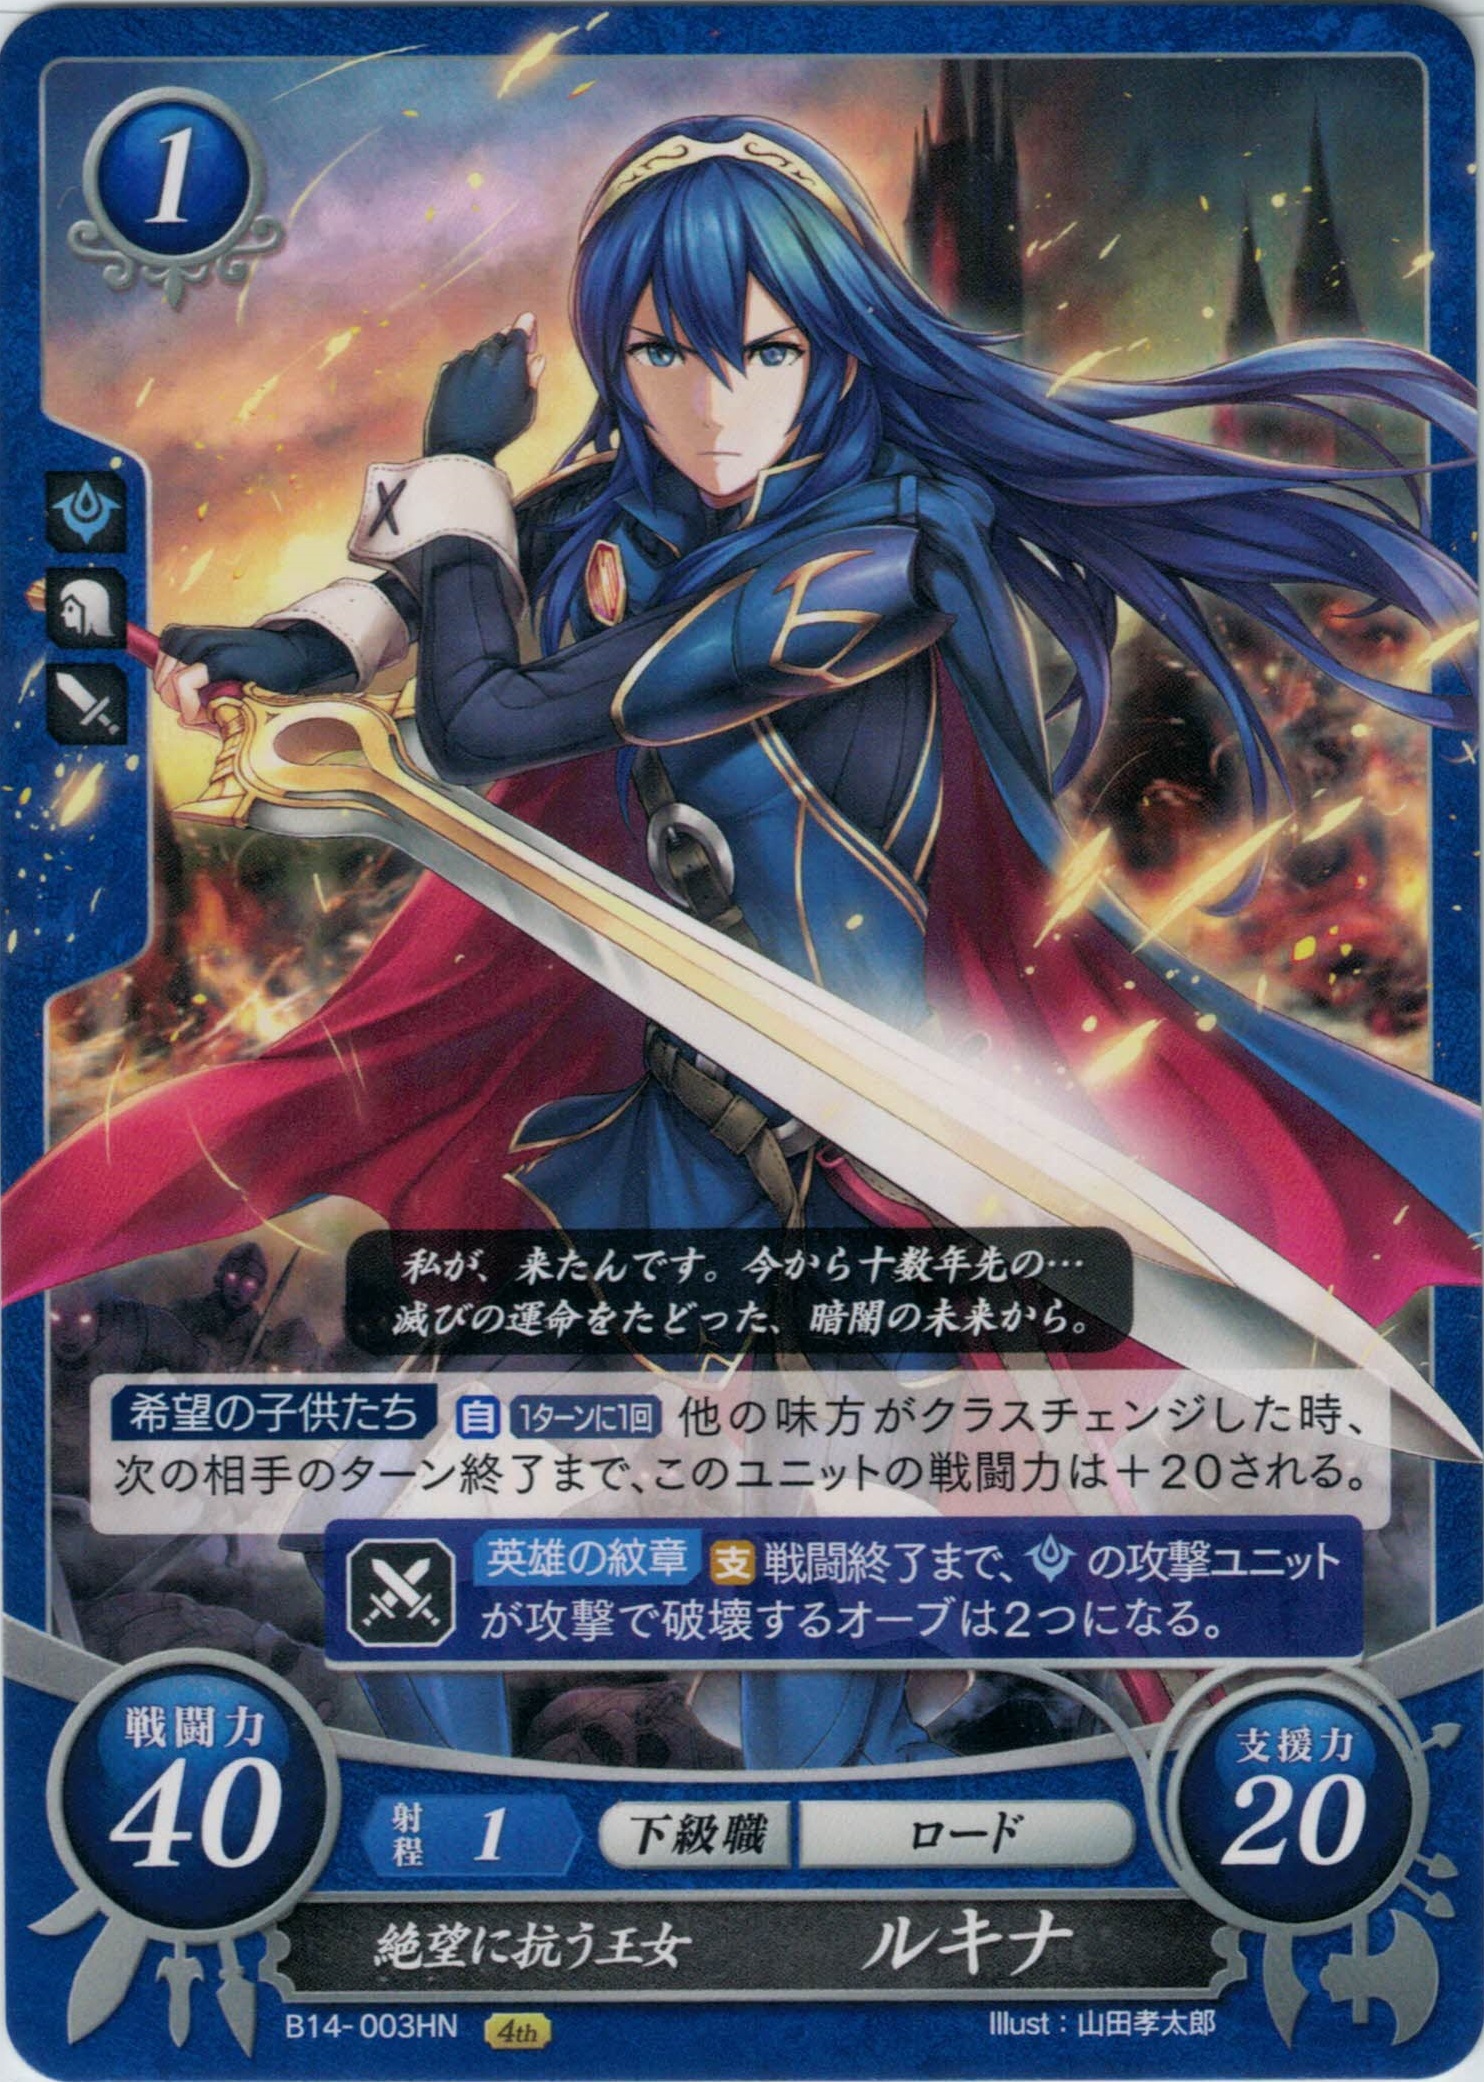 1
私が、来たんです。今から十数年先の…
滅びの運命をたどった、暗闇の未来から。
希望の子供たち 自 1ターンに1回 他の味方がクラスチェンジした時、
次の相手のターン終了まで、このユニットの戦闘力は＋20される。
英雄の紋章 支 戦闘終了まで、の攻撃ユニット
が攻撃で破壊するオーブは2つになる。
戦闘力
40
射程 1
下級職 ロード
支援力
20
絶望に抗う王女 ルキナ
B14-003HN 4th
Illust：山田孝太郎